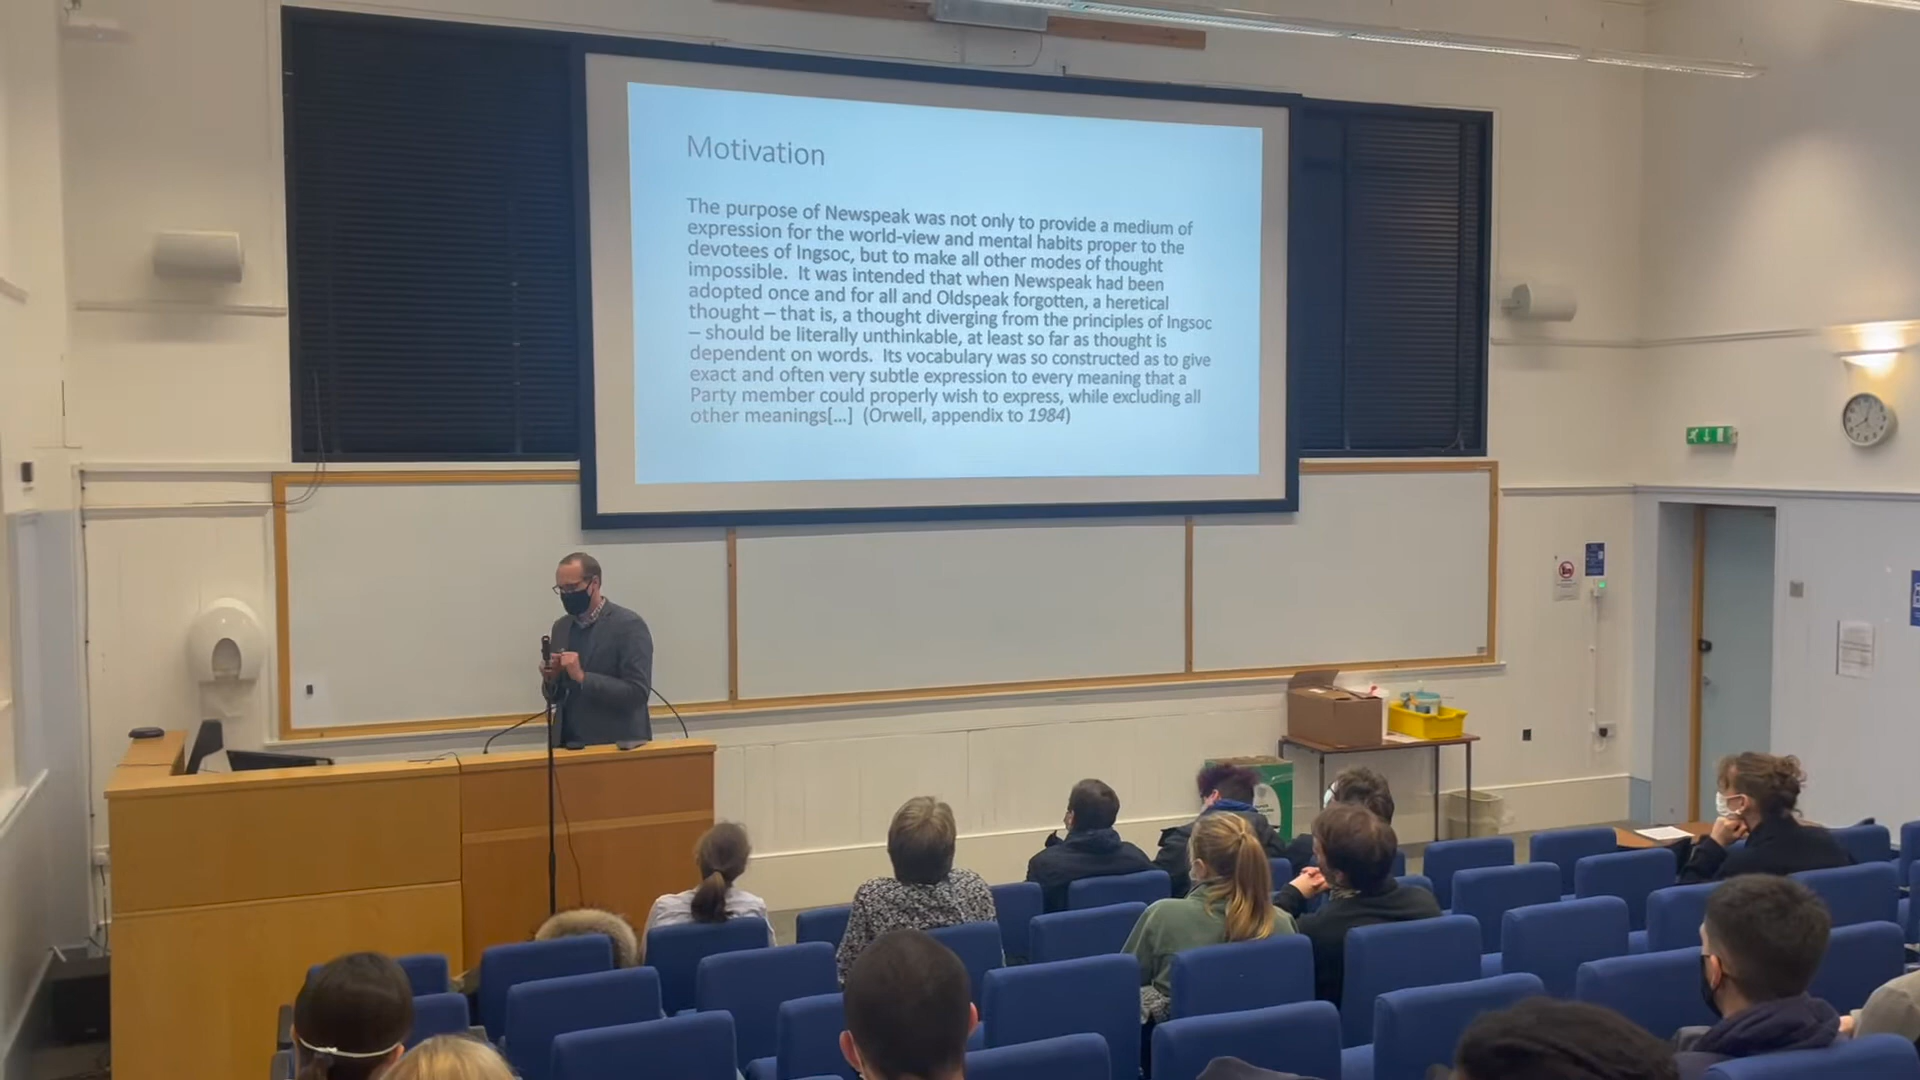 Motivation
The purpose of Newspeak was not only to provide a medium of
expression for the world-view and mental habits proper to the
devotees of Ingsoc, but to make all other modes of thought
impossible. It was intended that when Newspeak had been
adopted once and for all and Oldspeak forgotten, a heretical
thought – that is, a thought diverging from the principles of Ingsoc
– should be literally unthinkable, at least so far as thought is
dependent on words. Its vocabulary was so constructed as to give
exact and often very subtle expression to every meaning that a
Party member could properly wish to express, while excluding all
other meanings[...] (Orwell, appendix to 1984)